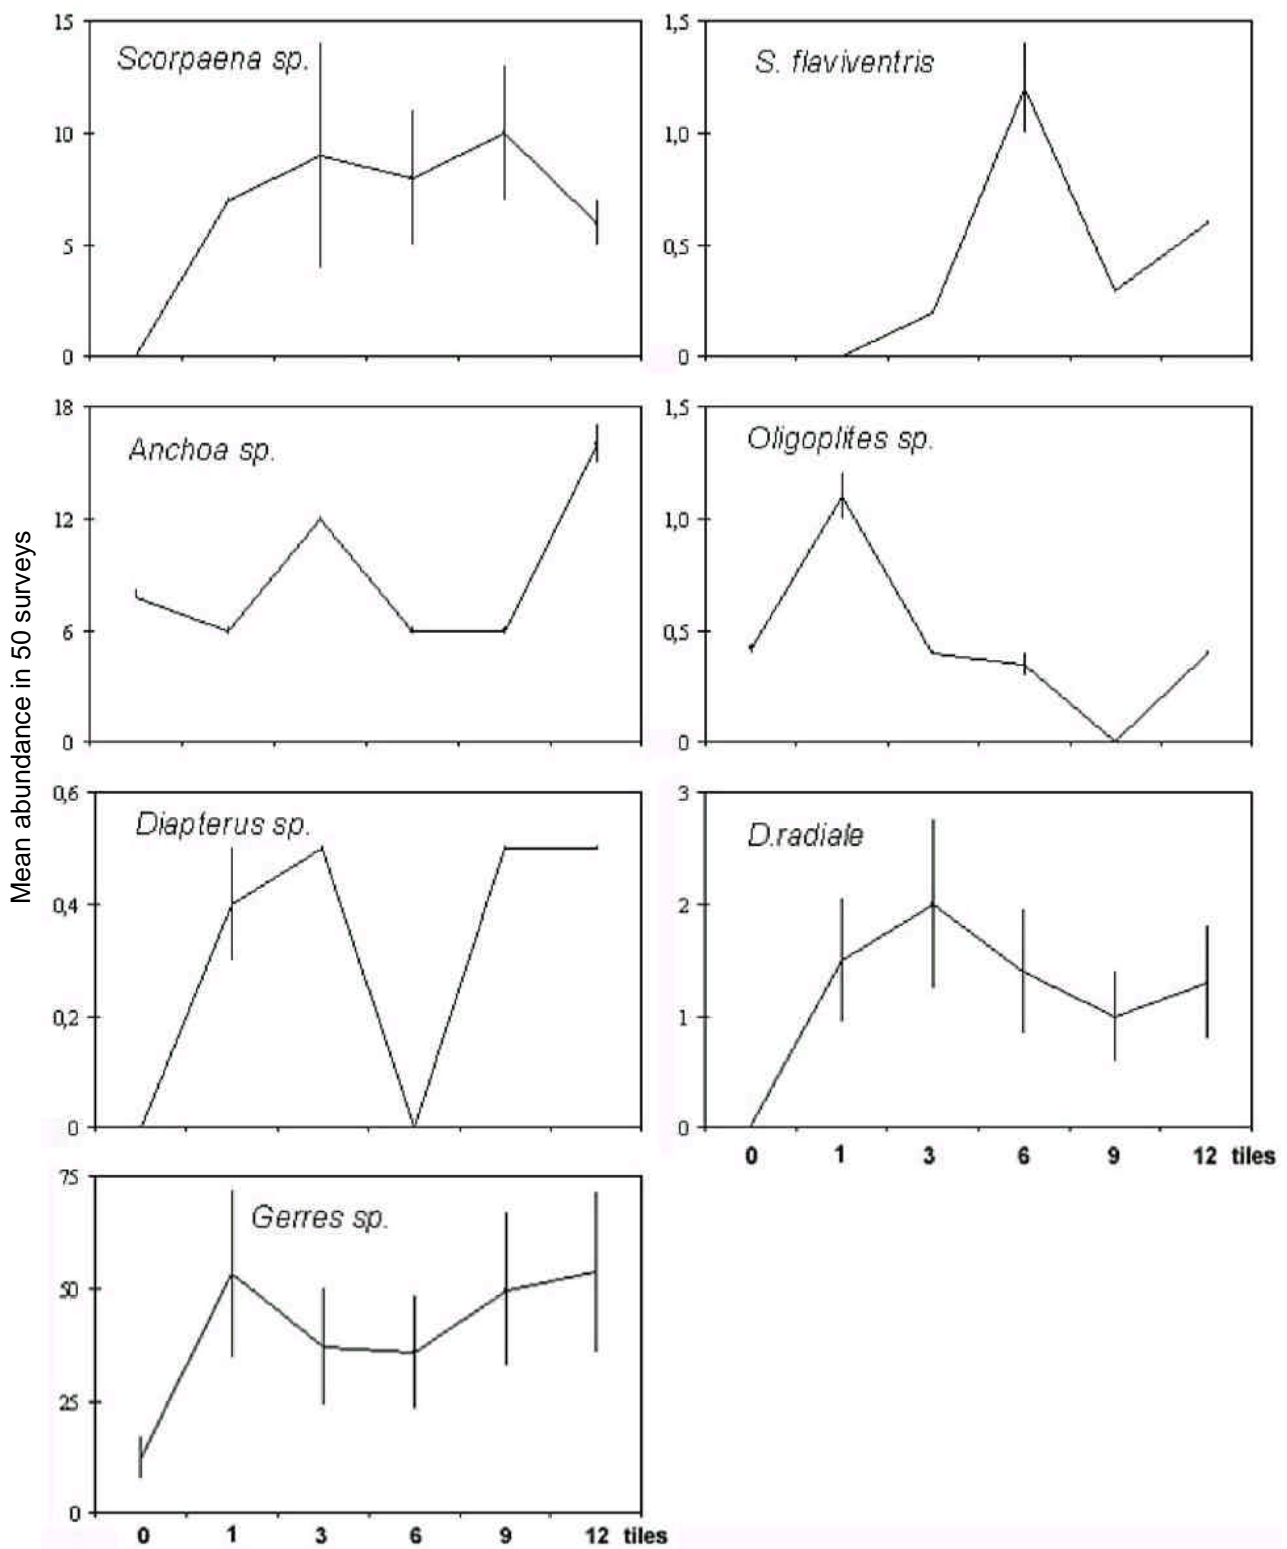 Mean abundance in 50 surveys
15
Scorpaena sp.
10
5
0
1,5
S. flaviventris
1,0
0,5
0
18
Anchoa sp.
12
6
0
1,5
Oligoplites sp.
1,0
0,5
0
0,6
Diapterus sp.
0,4
0,2
0
3
D.radiale
2
1
0
0 1 3 6 9 12 tiles
75
Gerres sp.
50
25
0
0 1 3 6 9 12 tiles